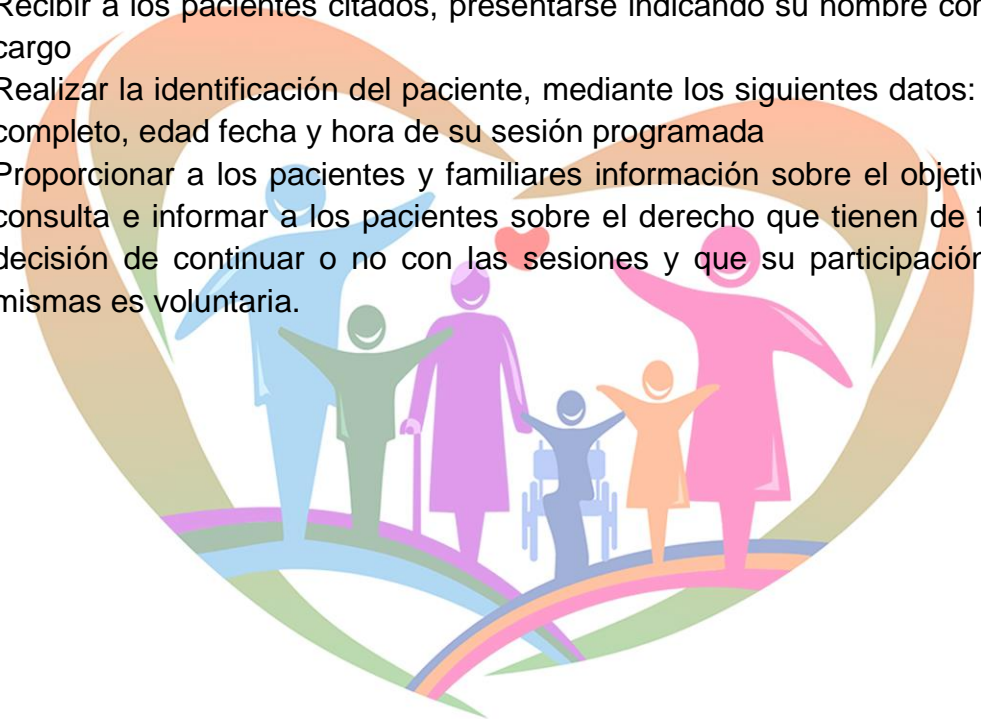 Recibir a los pacientes citados, presentarse indicando su nombre
cargo
Realizar la identificación del paciente, mediante los siguientes datos:
completo, edad fecha y hora de su sesión programada
Proporcionar a los pacientes y familiares información sobre el
consulta e informar a los pacientes sobre el derecho que tienen de
decisión de continuar o no con las sesiones y que su participación
mismas es voluntaria.